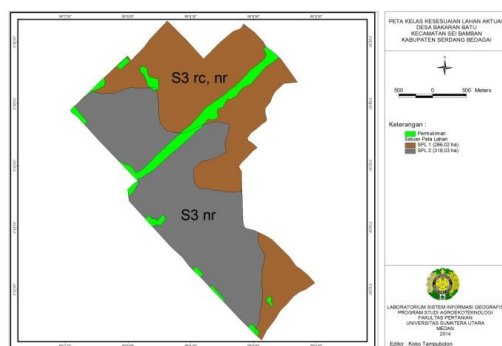 S3 rc, nr
S3 nr
PETA KELAS KESESUAIAN LAHAN AKTUAL
DESA BAKARAN BATU
KECAMATAN SEI BAMBAN
KABUPATEN SERDANG BEDAGAI
500 0 500 Meters
Keterangan :
Permukiman
Satuan Peta Lahan
SPL 1 (286,02 ha)
SPL 2 (318,03 ha)
LABORATORIUM SISTEM INFORMASI GEOGRAFIS
PROGRAM STUDI AGROEKOTEKNOLOGI
FAKULTAS PERTANIAN
UNIVERSITAS SUMATERA UTARA
MEDAN
2014
Editor : Koko Tampubolon